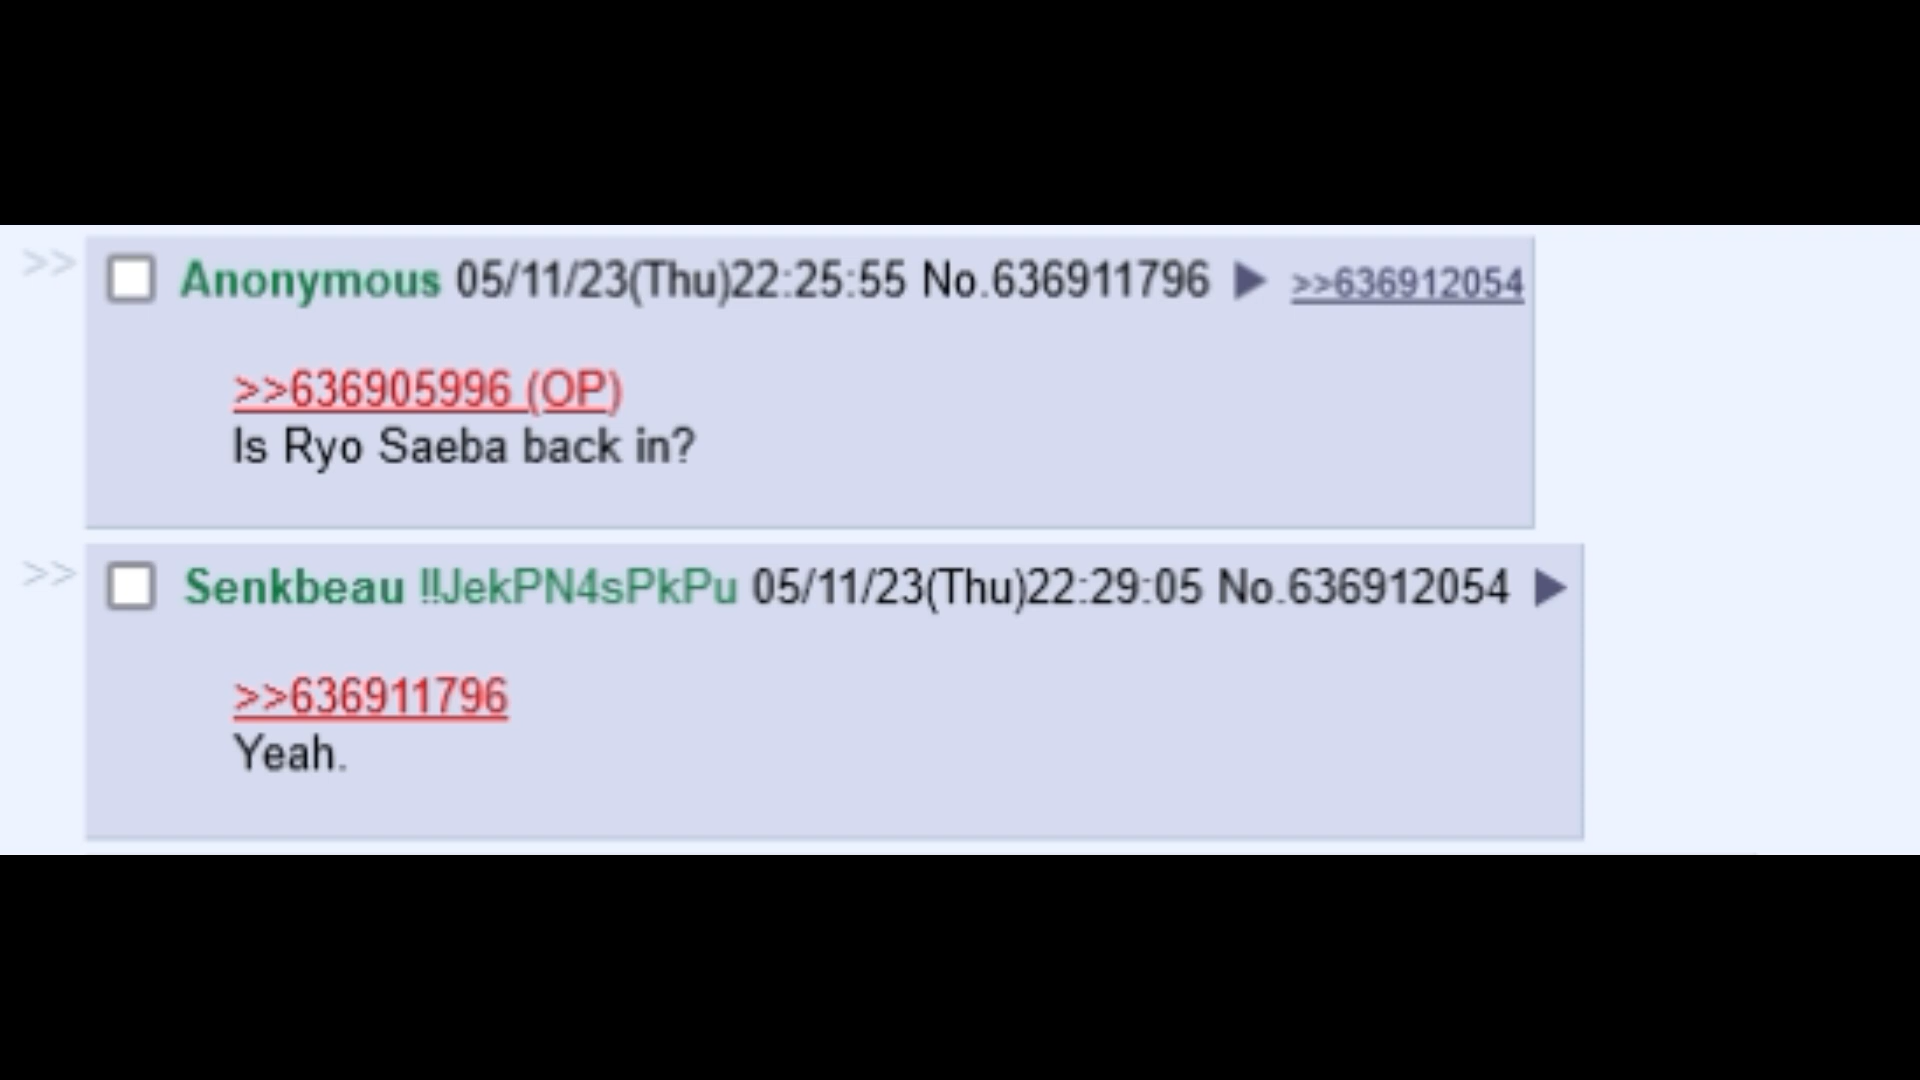 >> Anonymous 05/11/23(Thu)22:25:55 No.636911796 ▶ >>636912054
>>636905996 (OP)
Is Ryo Saeba back in?
>> Senkbeau !!JekPN4sPkPu 05/11/23(Thu)22:29:05 No.636912054 ▶
>>636911796
Yeah.